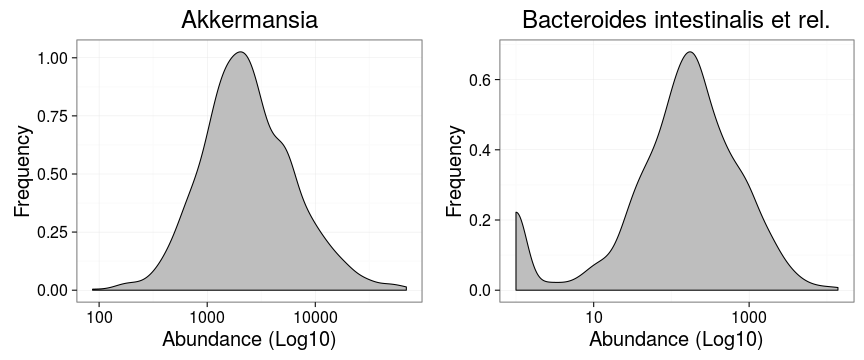 Akkermansia
Frequency
1.00
0.75
0.50
0.25
0.00
100
1000
10000
Abundance (Log10)
Bacteroides intestinalis et rel.
Frequency
0.6
0.4
0.2
0.0
10
1000
Abundance (Log10)